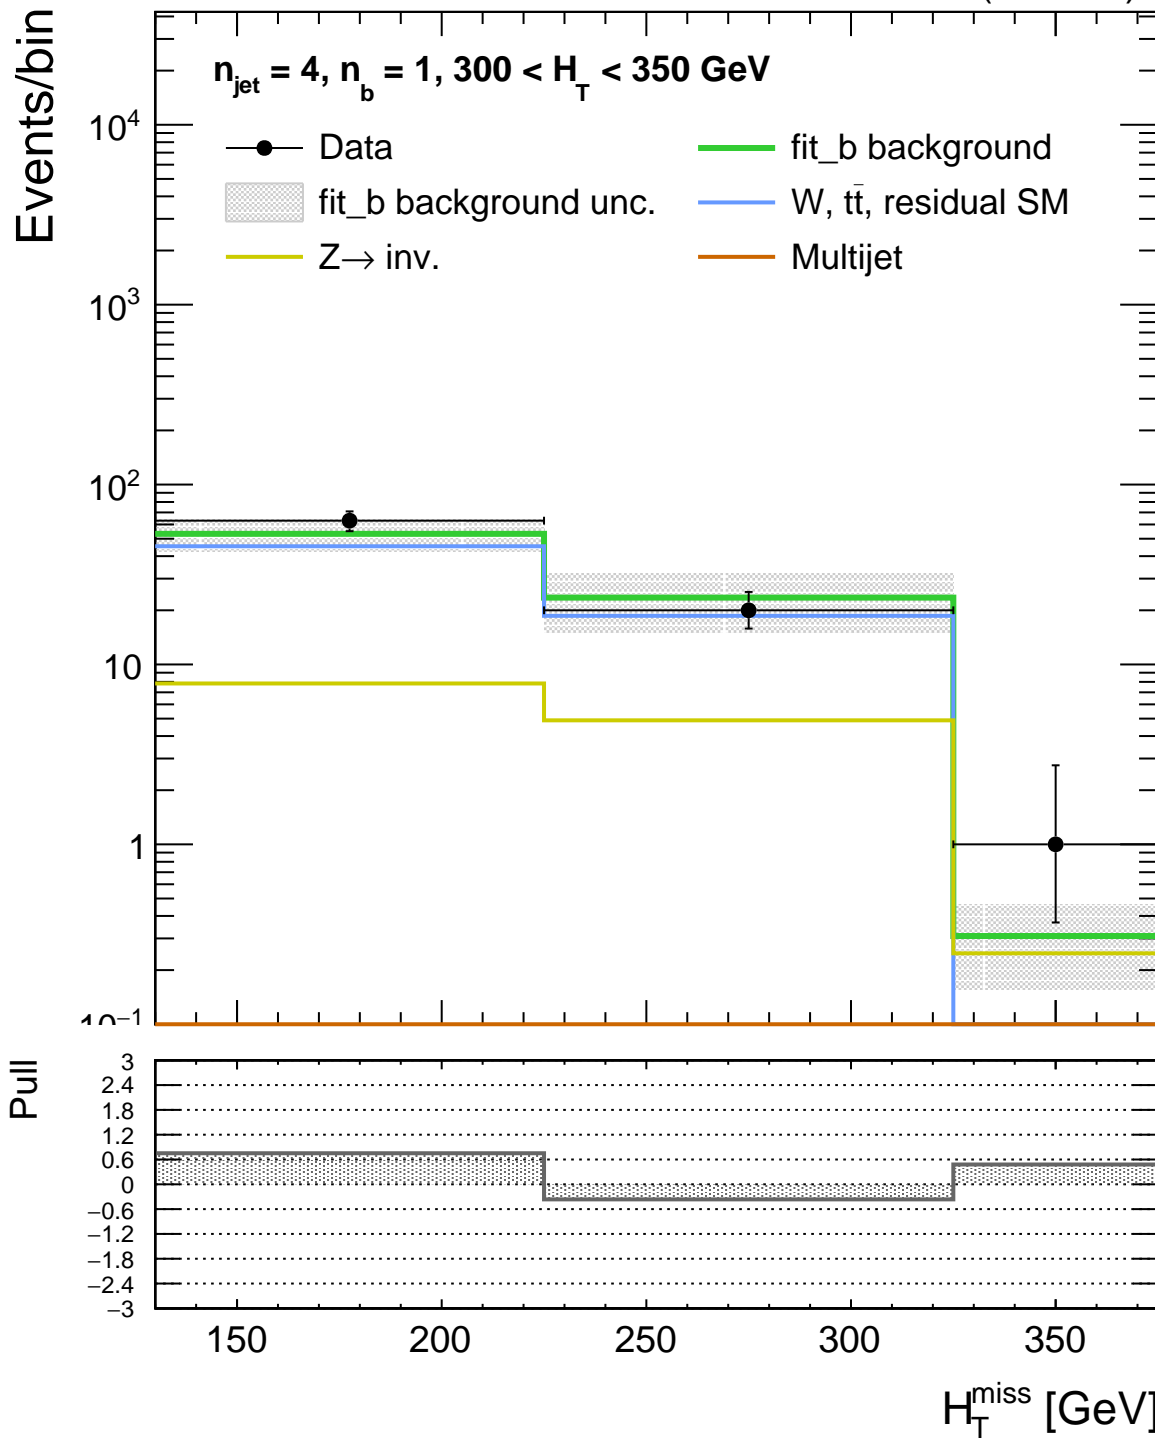 Events/bin
n_jet = 4, n_b = 1, 300 < H_T < 350 GeV
Data
fit_b background
fit_b background unc.
W, tt̄, residual SM
Z→ inv.
Multijet
10^4
10^3
10^2
10
1
10^−1
Pull
3
2.4
1.8
1.2
0.6
0
−0.6
−1.2
−1.8
−2.4
−3
150 200 250 300 350
H_T^miss [GeV]